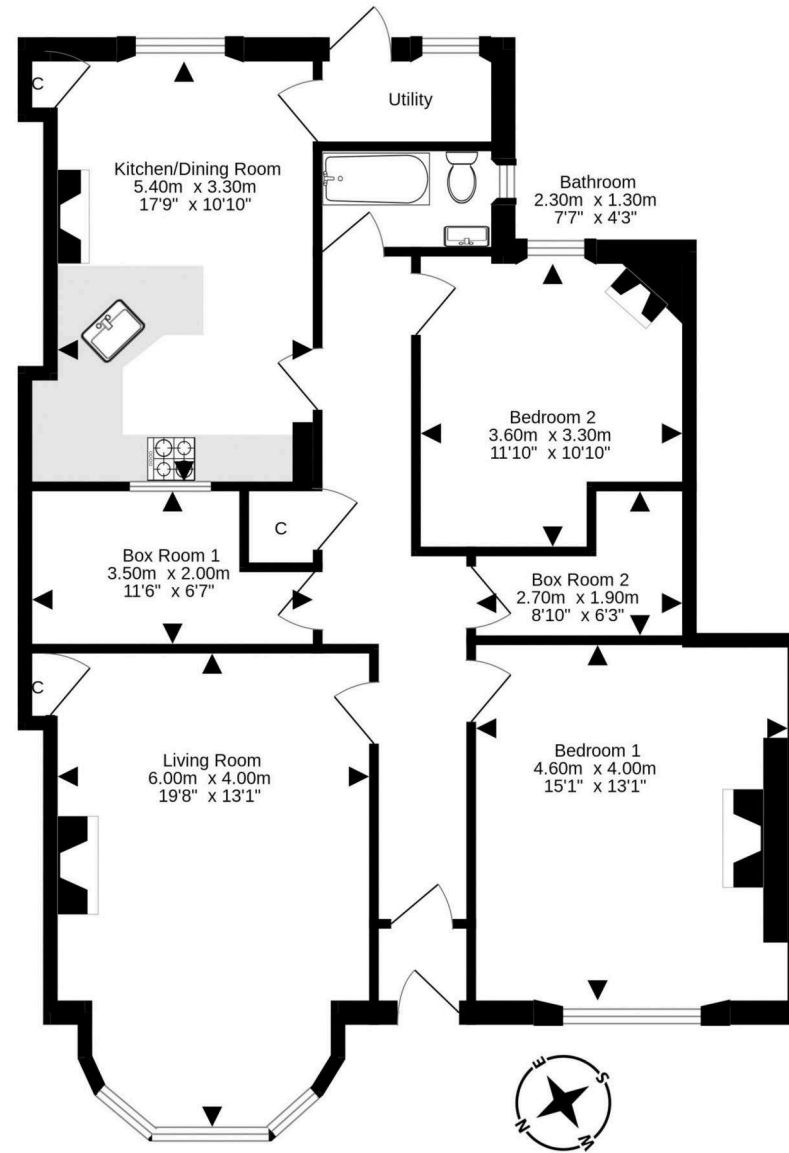 C
Utility
Kitchen/Dining Room
5.40m x 3.30m
17'9" x 10'10"
Bathroom
2.30m x 1.30m
7'7" x 4'3"
Bedroom 2
3.60m x 3.30m
11'10" x 10'10"
C
Box Room 1
3.50m x 2.00m
11'6" x 6'7"
Box Room 2
2.70m x 1.90m
8'10" x 6'3"
C
Living Room
6.00m x 4.00m
19'8" x 13'1"
Bedroom 1
4.60m x 4.00m
15'1" x 13'1"
E
S
N
W